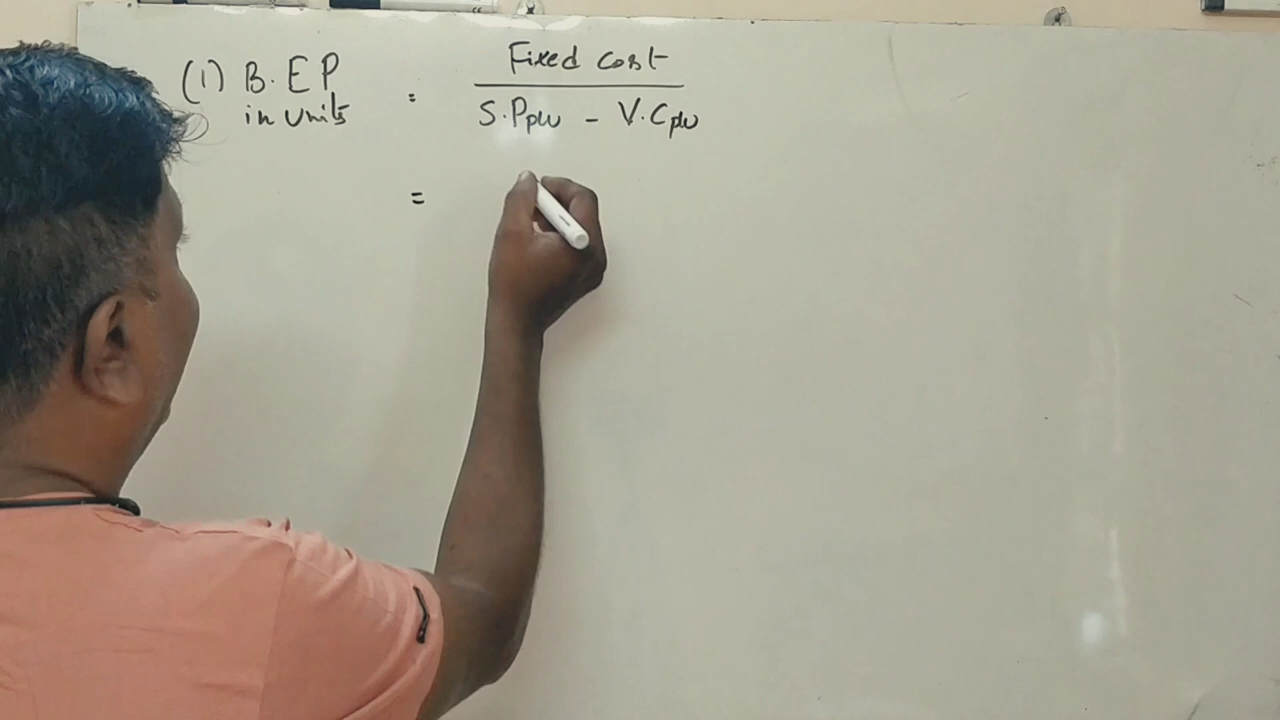 Fixed cost
(1) B.E P = S.Ppu - V.Cpu
in Units
=